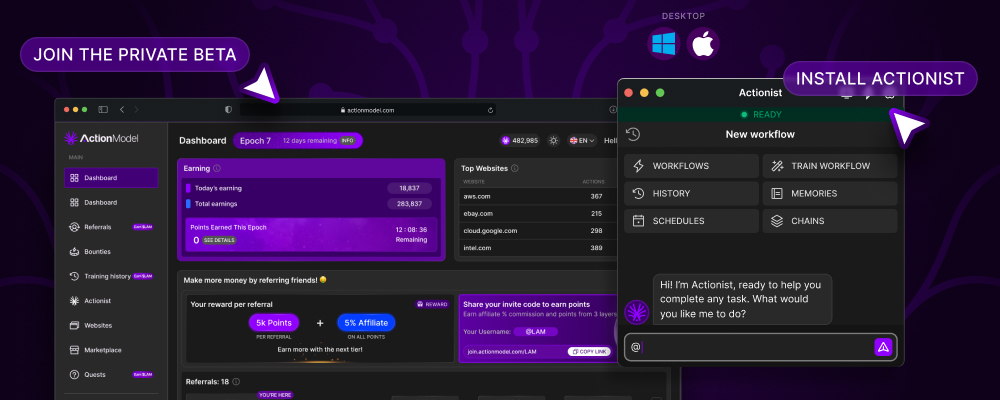 DESKTOP
JOIN THE PRIVATE BETA
INSTALL ACTIONIST
actionmodel.com
ActionModel
MAIN
Dashboard
Dashboard
Referrals
Bounties
Training history
Actionist
Websites
Marketplace
Quests
Dashboard
Epoch 7
12 days remaining
INFO
482,985
EN
Hell
Earning
Today's earning
18,837
Total earnings
283,837
Points Earned This Epoch
0
SEE DETAILS
12 : 08 : 36
Remaining
Top Websites
WEBSITE
ACTIONS
aws.com
367
ebay.com
215
cloud.google.com
298
intel.com
389
Make more money by referring friends!
Your reward per referral
REWARD
5k Points
+
5% Affiliate
PER REFERRAL
ON ALL POINTS
Earn more with the next tier!
Share your invite code to earn points
Earn affiliate % commission and points from 3 layers
Your Username:
@LAM
join.actionmodel.com/LAM
COPY LINK
Referrals: 18
YOU'RE HERE
Actionist
READY
New workflow
WORKFLOWS
TRAIN WORKFLOW
HISTORY
MEMORIES
SCHEDULES
CHAINS
Hi! I'm Actionist, ready to help you
complete any task. What would
you like me to do?
@